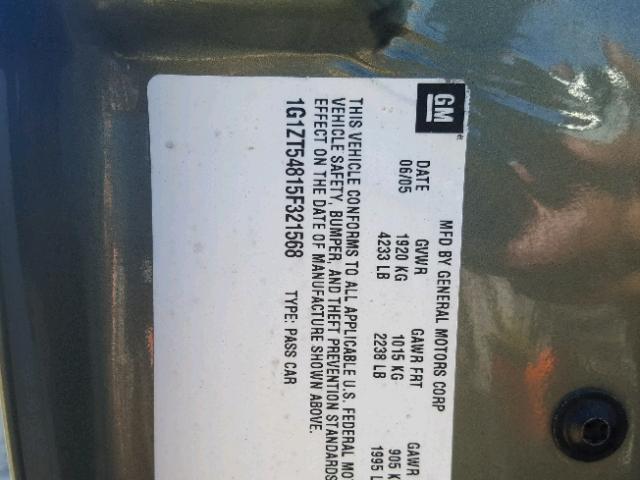 GM
MFD BY GENERAL MOTORS CORP
DATE GVWR GAWR FRT GAWR
06/05 1920 KG 1015 KG 905 K
4233 LB 2238 LB 1995 L
THIS VEHICLE CONFORMS TO ALL APPLICABLE U.S. FEDERAL MO
VEHICLE SAFETY, BUMPER, AND THEFT PREVENTION STANDARDS
EFFECT ON THE DATE OF MANUFACTURE SHOWN ABOVE.
1G1ZT54815F321568 TYPE: PASS CAR